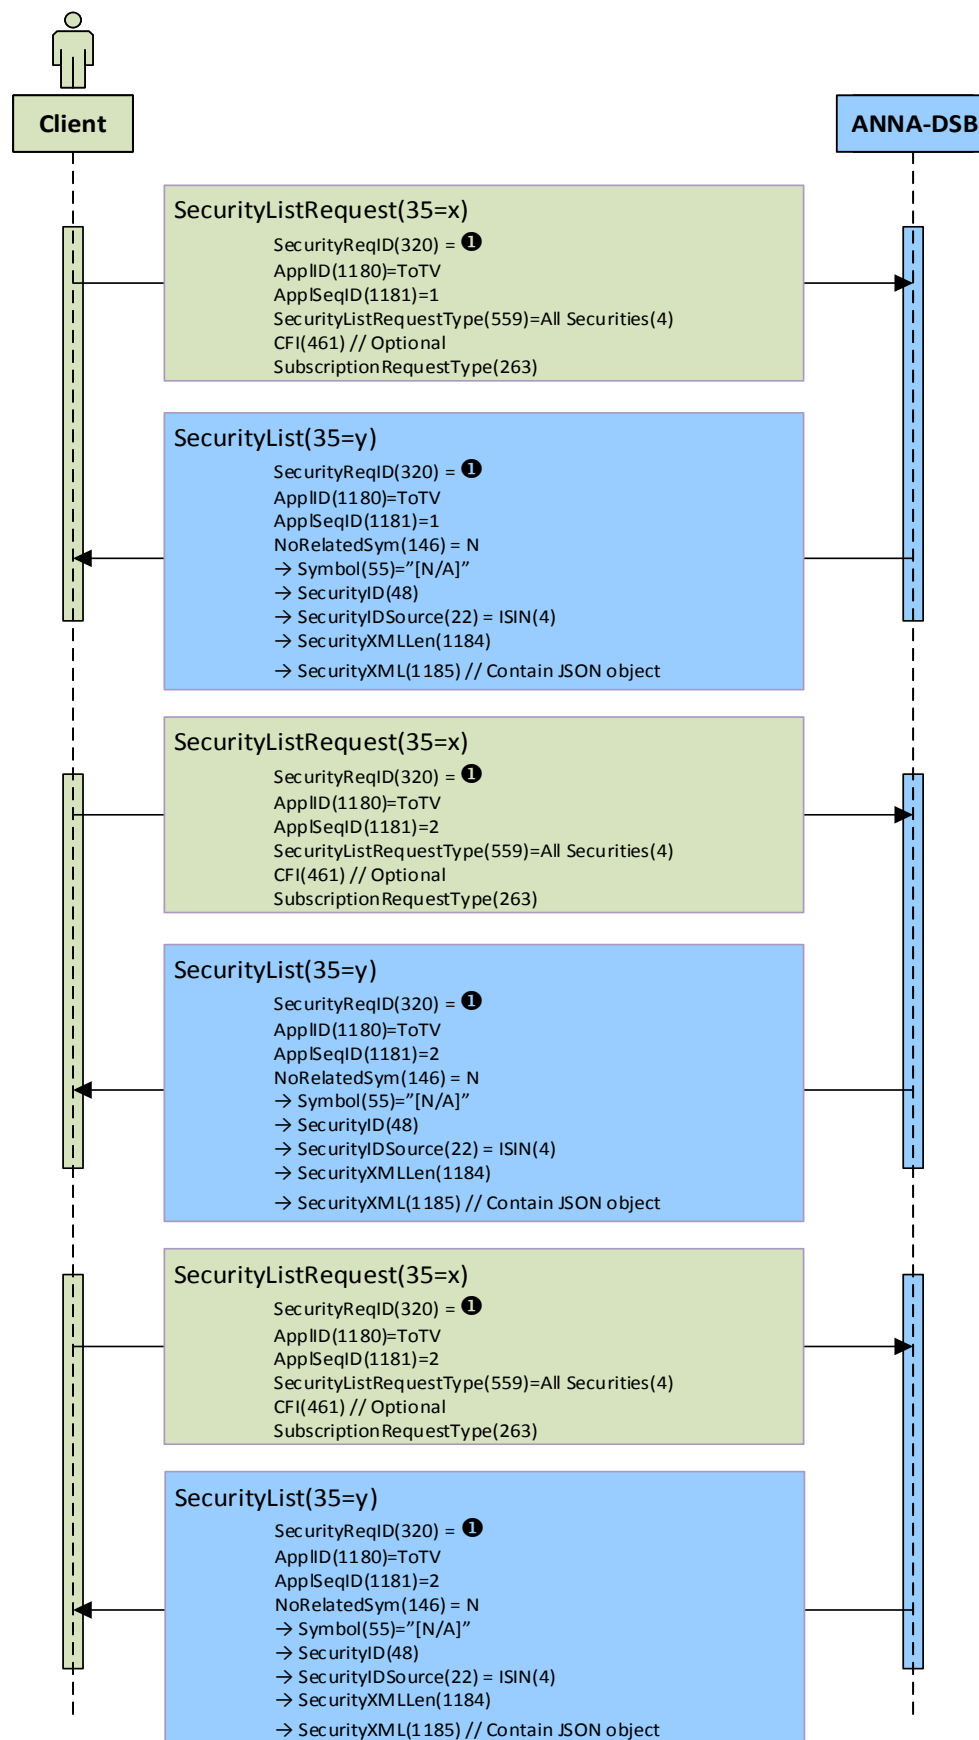 Client
ANNA-DSB
SecurityListRequest(35=x)
SecurityReqID(320) = ❶
ApplID(1180)=ToTV
ApplSeqID(1181)=1
SecurityListRequestType(559)=All Securities(4)
CFI(461) // Optional
SubscriptionRequestType(263)
SecurityList(35=y)
SecurityReqID(320) = ❶
ApplID(1180)=ToTV
ApplSeqID(1181)=1
NoRelatedSym(146) = N
→ Symbol(55)=”[N/A]”
→ SecurityID(48)
→ SecurityIDSource(22) = ISIN(4)
→ SecurityXMLLen(1184)
→ SecurityXML(1185) // Contain JSON object
SecurityListRequest(35=x)
SecurityReqID(320) = ❶
ApplID(1180)=ToTV
ApplSeqID(1181)=2
SecurityListRequestType(559)=All Securities(4)
CFI(461) // Optional
SubscriptionRequestType(263)
SecurityList(35=y)
SecurityReqID(320) = ❶
ApplID(1180)=ToTV
ApplSeqID(1181)=2
NoRelatedSym(146) = N
→ Symbol(55)=”[N/A]”
→ SecurityID(48)
→ SecurityIDSource(22) = ISIN(4)
→ SecurityXMLLen(1184)
→ SecurityXML(1185) // Contain JSON object
SecurityListRequest(35=x)
SecurityReqID(320) = ❶
ApplID(1180)=ToTV
ApplSeqID(1181)=2
SecurityListRequestType(559)=All Securities(4)
CFI(461) // Optional
SubscriptionRequestType(263)
SecurityList(35=y)
SecurityReqID(320) = ❶
ApplID(1180)=ToTV
ApplSeqID(1181)=2
NoRelatedSym(146) = N
→ Symbol(55)=”[N/A]”
→ SecurityID(48)
→ SecurityIDSource(22) = ISIN(4)
→ SecurityXMLLen(1184)
→ SecurityXML(1185) // Contain JSON object